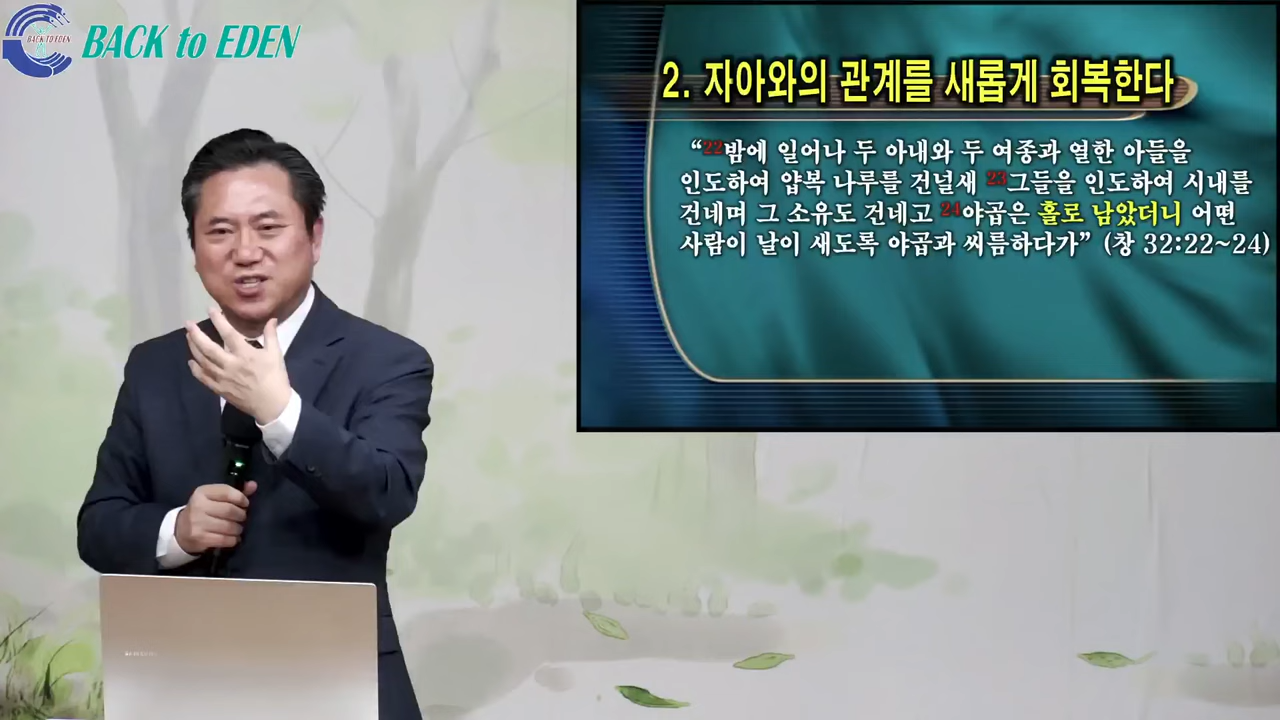 BACK TO EDEN
BACK to EDEN
2. 자아와의 관계를 새롭게 회복한다
“22밤에 일어나 두 아내와 두 여종과 열한 아들을
인도하여 얍복 나루를 건널새 23그들을 인도하여 시내를
건네며 그 소유도 건네고 24야곱은 홀로 남았더니 어떤
사람이 날이 새도록 야곱과 씨름하다가” (창 32:22~24)